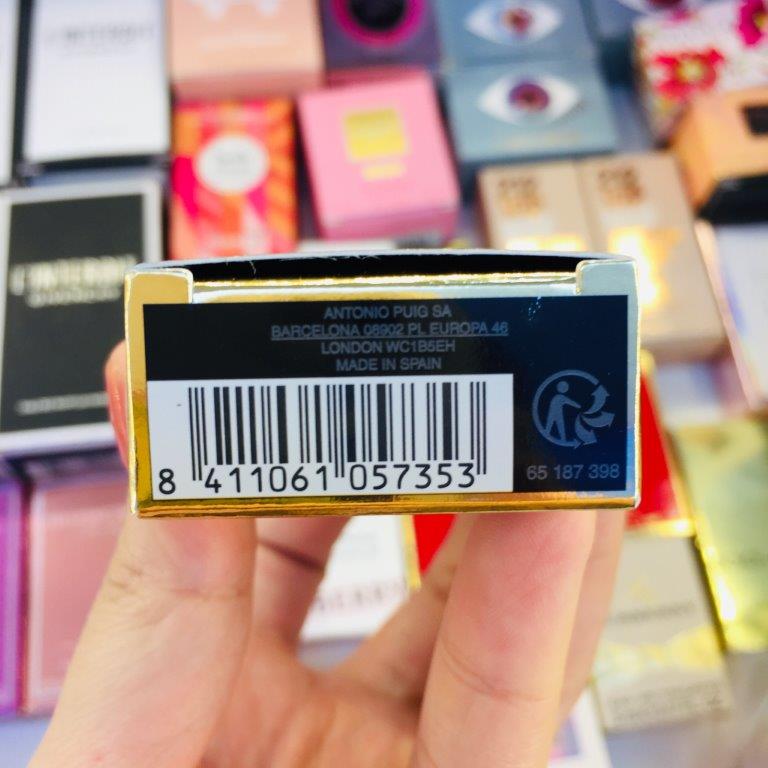 ANTONIO PUIG SA
BARCELONA 08902 PL EUROPA 46
LONDON WC1B5EH
MADE IN SPAIN
8 411061 057353
65 187 398
L'INTERDIT